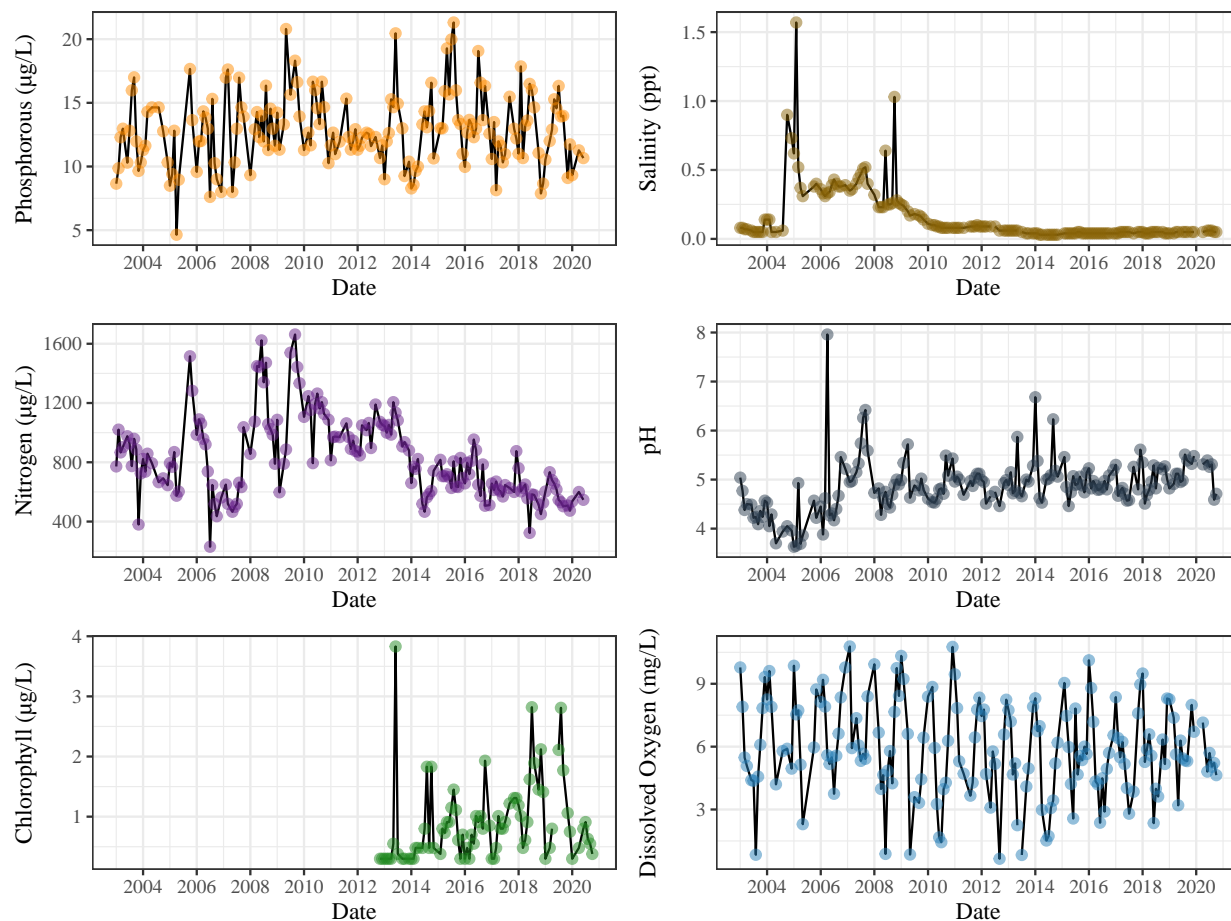 Phosphorous (µg/L)
20
15
10
5
2004 2006 2008 2010 2012 2014 2016 2018 2020
Date
Salinity (ppt)
1.5
1.0
0.5
0.0
2004 2006 2008 2010 2012 2014 2016 2018 2020
Date
Nitrogen (µg/L)
1600
1200
800
400
2004 2006 2008 2010 2012 2014 2016 2018 2020
Date
pH
8
7
6
5
4
2004 2006 2008 2010 2012 2014 2016 2018 2020
Date
Chlorophyll (µg/L)
4
3
2
1
2004 2006 2008 2010 2012 2014 2016 2018 2020
Date
Dissolved Oxygen (mg/L)
9
6
3
2004 2006 2008 2010 2012 2014 2016 2018 2020
Date